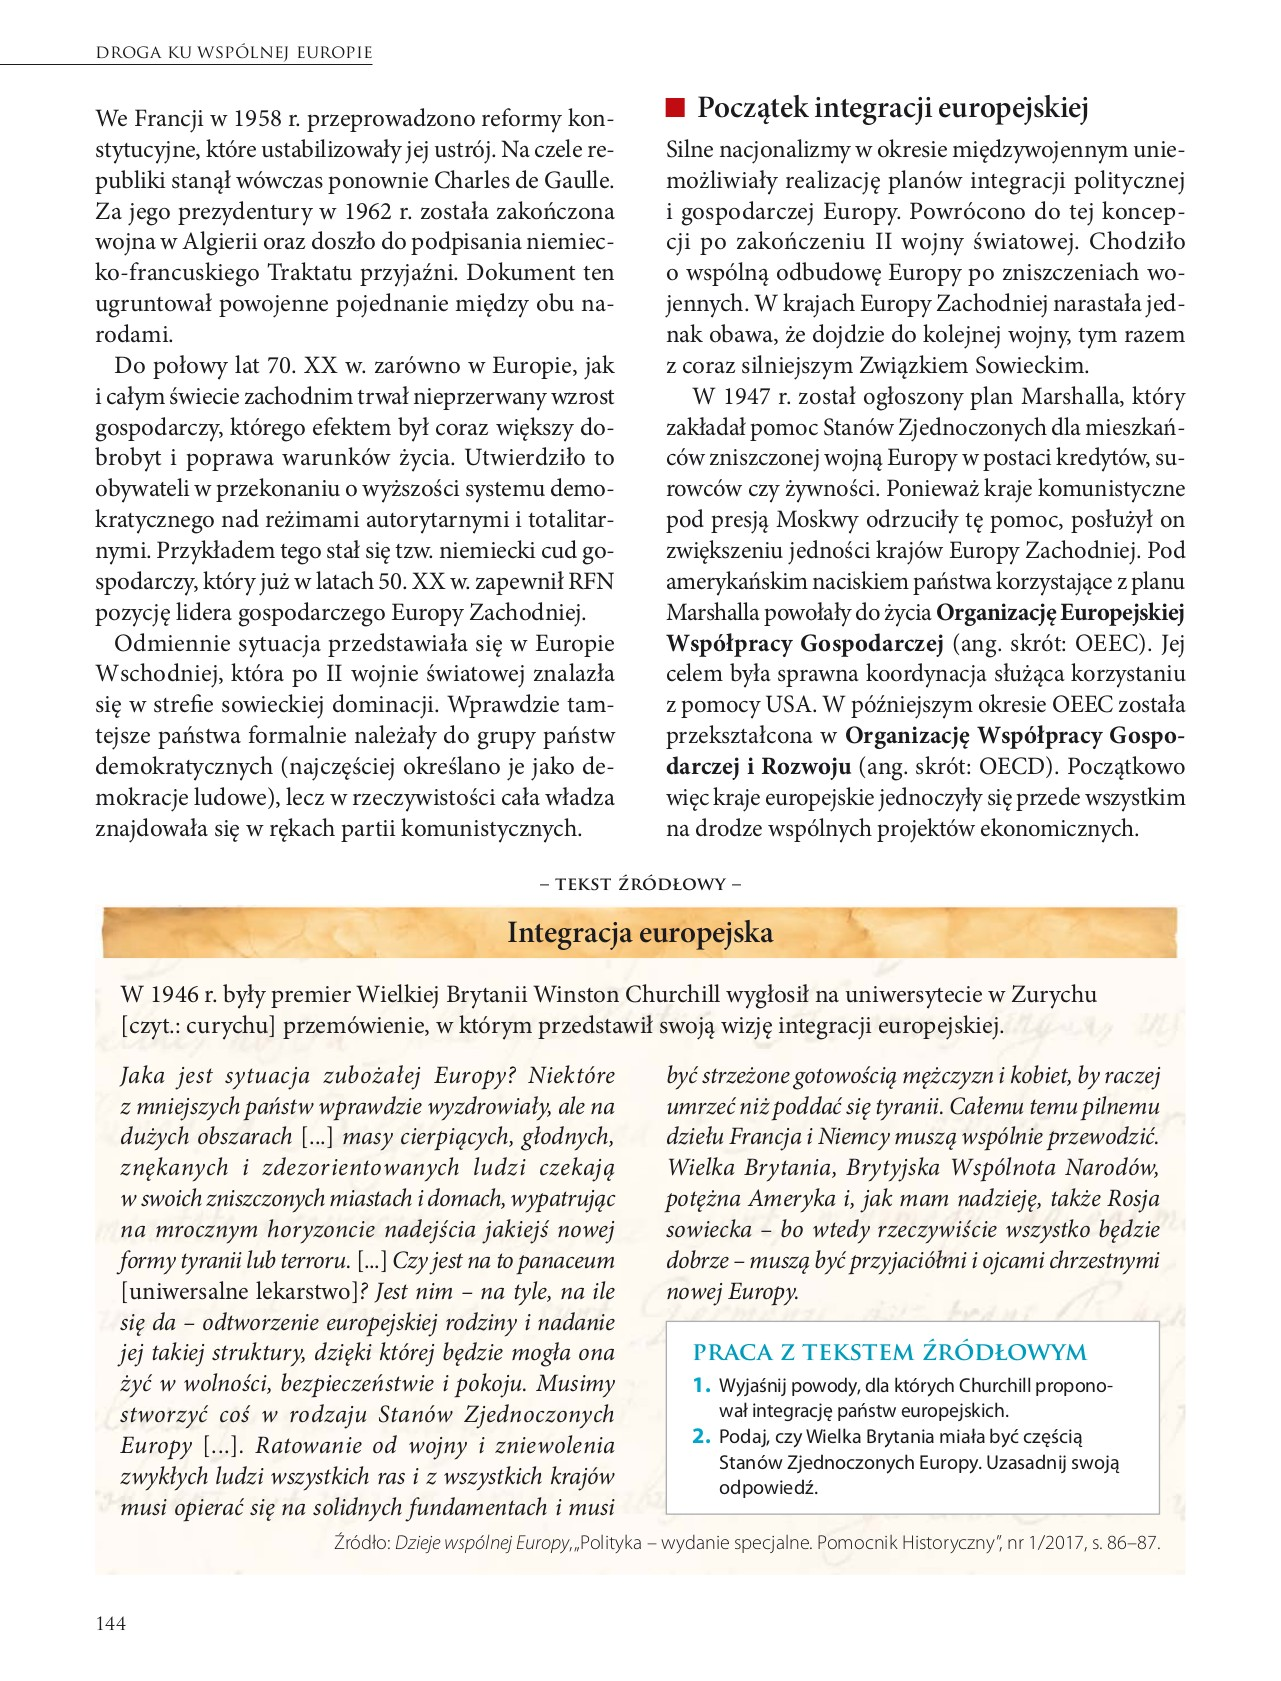 DROGA KU WSPÓLNEJ EUROPIE
We Francji w 1958 r. przeprowadzono reformy kon-
stytucyjne, które ustabilizowały jej ustrój. Na czele re-
publiki stanął wówczas ponownie Charles de Gaulle.
Za jego prezydentury w 1962 r. została zakończona
wojna w Algierii oraz doszło do podpisania niemiec-
ko-francuskiego Traktatu przyjaźni. Dokument ten
ugruntował powojenne pojednanie między obu na-
rodami.
Do połowy lat 70. XX w. zarówno w Europie, jak
i całym świecie zachodnim trwał nieprzerwany wzrost
gospodarczy, którego efektem był coraz większy do-
brobyt i poprawa warunków życia. Utwierdziło to
obywateli w przekonaniu o wyższości systemu demo-
kratycznego nad reżimami autorytarnymi i totalitar-
nymi. Przykładem tego stał się tzw. niemiecki cud go-
spodarczy, który już w latach 50. XX w. zapewnił RFN
pozycję lidera gospodarczego Europy Zachodniej.
Odmiennie sytuacja przedstawiała się w Europie
Wschodniej, która po II wojnie światowej znalazła
się w strefie sowieckiej dominacji. Wprawdzie tam-
tejsze państwa formalnie należały do grupy państw
demokratycznych (najczęściej określano je jako de-
mokracje ludowe), lecz w rzeczywistości cała władza
znajdowała się w rękach partii komunistycznych.
Początek integracji europejskiej
Silne nacjonalizmy w okresie międzywojennym unie-
możliwiały realizację planów integracji politycznej
i gospodarczej Europy. Powrócono do tej koncep-
cji po zakończeniu II wojny światowej. Chodziło
o wspólną odbudowę Europy po zniszczeniach wo-
jennych. W krajach Europy Zachodniej narastała jed-
nak obawa, że dojdzie do kolejnej wojny, tym razem
z coraz silniejszym Związkiem Sowieckim.
W 1947 r. został ogłoszony plan Marshalla, który
zakładał pomoc Stanów Zjednoczonych dla mieszkań-
ców zniszczonej wojną Europy w postaci kredytów, su-
rowców czy żywności. Ponieważ kraje komunistyczne
pod presją Moskwy odrzuciły tę pomoc, posłużył on
zwiększeniu jedności krajów Europy Zachodniej. Pod
amerykańskim naciskiem państwa korzystające z planu
Marshalla powołały do życia Organizację Europejskiej
Współpracy Gospodarczej (ang. skrót: OEEC). Jej
celem była sprawna koordynacja służąca korzystaniu
z pomocy USA. W późniejszym okresie OEEC została
przekształcona w Organizację Współpracy Gospo-
darczej i Rozwoju (ang. skrót: OECD). Początkowo
więc kraje europejskie jednoczyły się przede wszystkim
na drodze wspólnych projektów ekonomicznych.
– TEKST ŹRÓDŁOWY –
Integracja europejska
W 1946 r. były premier Wielkiej Brytanii Winston Churchill wygłosił na uniwersytecie w Zurychu
[czyt.: curychu] przemówienie, w którym przedstawił swoją wizję integracji europejskiej.
Jaka jest sytuacja zubożałej Europy? Niektóre
z mniejszych państw wprawdzie wyzdrowiały, ale na
dużych obszarach [...] masy cierpiących, głodnych,
znękanych i zdezorientowanych ludzi czekają
w swoich zniszczonych miastach i domach, wypatrując
na mrocznym horyzoncie nadejścia jakiejś nowej
formy tyranii lub terroru. [...] Czy jest na to panaceum
[uniwersalne lekarstwo]? Jest nim – na tyle, na ile
się da – odtworzenie europejskiej rodziny i nadanie
jej takiej struktury, dzięki której będzie mogła ona
żyć w wolności, bezpieczeństwie i pokoju. Musimy
stworzyć coś w rodzaju Stanów Zjednoczonych
Europy [...]. Ratowanie od wojny i zniewolenia
zwykłych ludzi wszystkich ras i z wszystkich krajów
musi opierać się na solidnych fundamentach i musi
być strzeżone gotowością mężczyzn i kobiet, by raczej
umrzeć niż poddać się tyranii. Całemu temu pilnemu
dziełu Francja i Niemcy muszą wspólnie przewodzić.
Wielka Brytania, Brytyjska Wspólnota Narodów,
potężna Ameryka i, jak mam nadzieję, także Rosja
sowiecka – bo wtedy rzeczywiście wszystko będzie
dobrze – muszą być przyjaciółmi i ojcami chrzestnymi
nowej Europy.
PRACA Z TEKSTEM ŹRÓDŁOWYM
1. Wyjaśnij powody, dla których Churchill propono-
wał integrację państw europejskich.
2. Podaj, czy Wielka Brytania miała być częścią
Stanów Zjednoczonych Europy. Uzasadnij swoją
odpowiedź.
Źródło: Dzieje wspólnej Europy, „Polityka – wydanie specjalne. Pomocnik Historyczny”, nr 1/2017, s. 86–87.
144